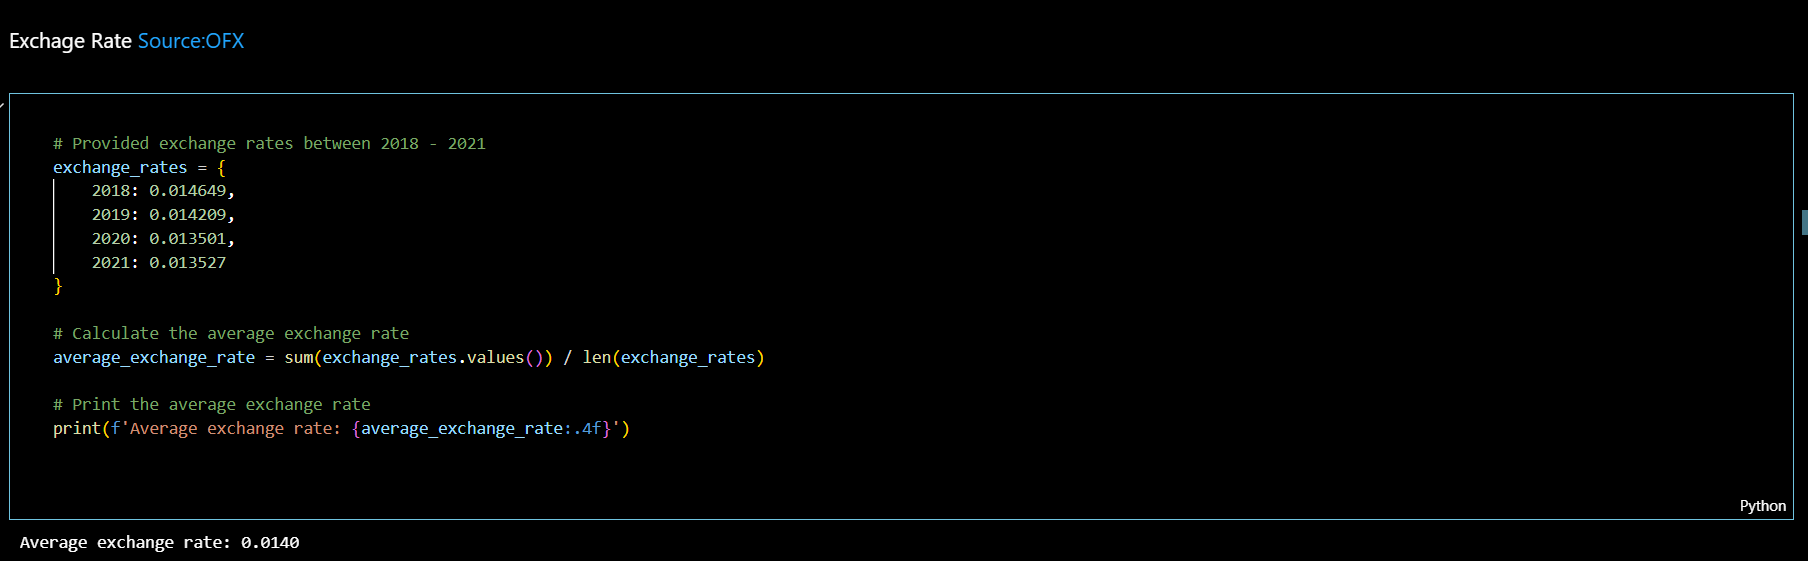 Exchage Rate Source:OFX
# Provided exchange rates between 2018 - 2021
exchange_rates = {
    2018: 0.014649,
    2019: 0.014209,
    2020: 0.013501,
    2021: 0.013527
}
# Calculate the average exchange rate
average_exchange_rate = sum(exchange_rates.values()) / len(exchange_rates)
# Print the average exchange rate
print(f'Average exchange rate: {average_exchange_rate:.4f}')
Python
Average exchange rate: 0.0140